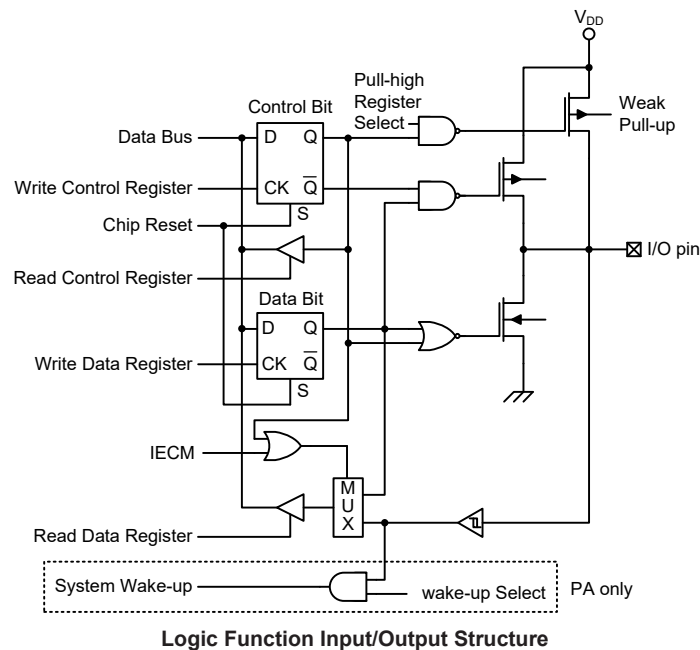 VDD
Pull-high
Register
Select
Weak
Pull-up
Control Bit
Data Bus
D
Q
Write Control Register
CK
Q
S
Chip Reset
I/O pin
Read Control Register
Data Bit
D
Q
Write Data Register
CK
Q
S
IECM
M
U
X
Read Data Register
System Wake-up
wake-up Select
PA only
Logic Function Input/Output Structure